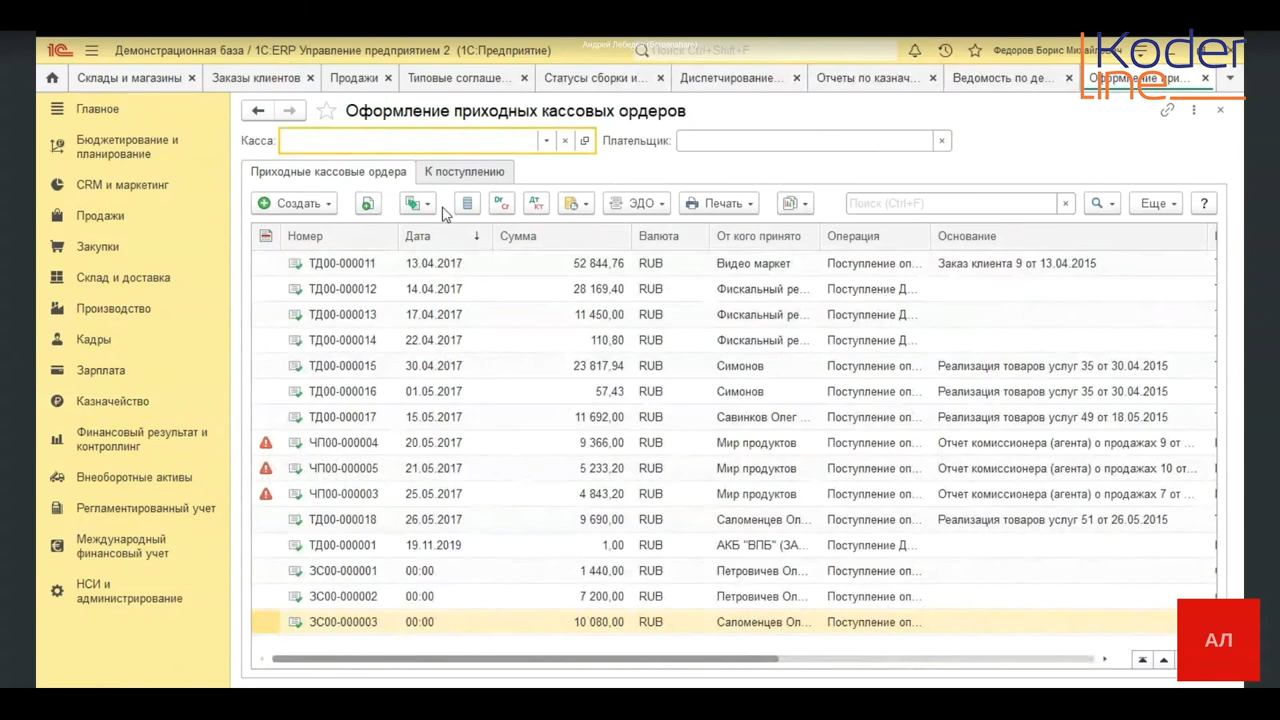 1С Демонстрационная база / 1С:ERP Управление предприятием 2 (1С:Предприятие) Андрей Поиск Ctrl+Shift+F Федоров Борис
Koder Line
Склады и магазины Заказы клиентов Продажи Типовые соглаше... Статусы сборки и... Диспетчирование... Отчеты по казнач... Ведомость по де...
Главное
Бюджетирование и планирование
CRM и маркетинг
Продажи
Закупки
Склад и доставка
Производство
Кадры
Зарплата
Казначейство
Финансовый результат и контроллинг
Внеоборотные активы
Регламентированный учет
Международный финансовый учет
НСИ и администрирование
Оформление приходных кассовых ордеров
Касса: Плательщик:
Приходные кассовые ордера К поступлению
Создать Dr Cr Дт Кт ЭДО Печать Поиск (Ctrl+F) Еще ?
Номер Дата ↓ Сумма Валюта От кого принято Операция Основание
ТД00-000011 13.04.2017 52 844,76 RUB Видео маркет Поступление оп... Заказ клиента 9 от 13.04.2015
ТД00-000012 14.04.2017 28 169,40 RUB Фискальный ре... Поступление Д...
ТД00-000013 17.04.2017 11 450,00 RUB Фискальный ре... Поступление Д...
ТД00-000014 22.04.2017 110,80 RUB Фискальный ре... Поступление Д...
ТД00-000015 30.04.2017 23 817,94 RUB Симонов Поступление оп... Реализация товаров услуг 35 от 30.04.2015
ТД00-000016 01.05.2017 57,43 RUB Симонов Поступление оп... Реализация товаров услуг 35 от 30.04.2015
ТД00-000017 15.05.2017 11 692,00 RUB Савинков Олег ... Поступление оп... Реализация товаров услуг 49 от 18.05.2015
ЧП00-000004 20.05.2017 9 366,00 RUB Мир продуктов Поступление оп... Отчет комиссионера (агента) о продажах 9 от ...
ЧП00-000005 21.05.2017 5 233,20 RUB Мир продуктов Поступление оп... Отчет комиссионера (агента) о продажах 10 от...
ЧП00-000003 25.05.2017 4 843,20 RUB Мир продуктов Поступление оп... Отчет комиссионера (агента) о продажах 7 от ...
ТД00-000018 26.05.2017 9 690,00 RUB Саломенцев Ол... Поступление оп... Реализация товаров услуг 51 от 26.05.2015
ТД00-000001 19.11.2019 1,00 RUB АКБ "ВПБ" (ЗА... Поступление Д...
ЗС00-000001 00:00 1 440,00 RUB Петровичев Ол... Поступление оп...
ЗС00-000002 00:00 7 200,00 RUB Петровичев Ол... Поступление оп...
ЗС00-000003 00:00 10 080,00 RUB Саломенцев Ол... Поступление оп...
АЛ